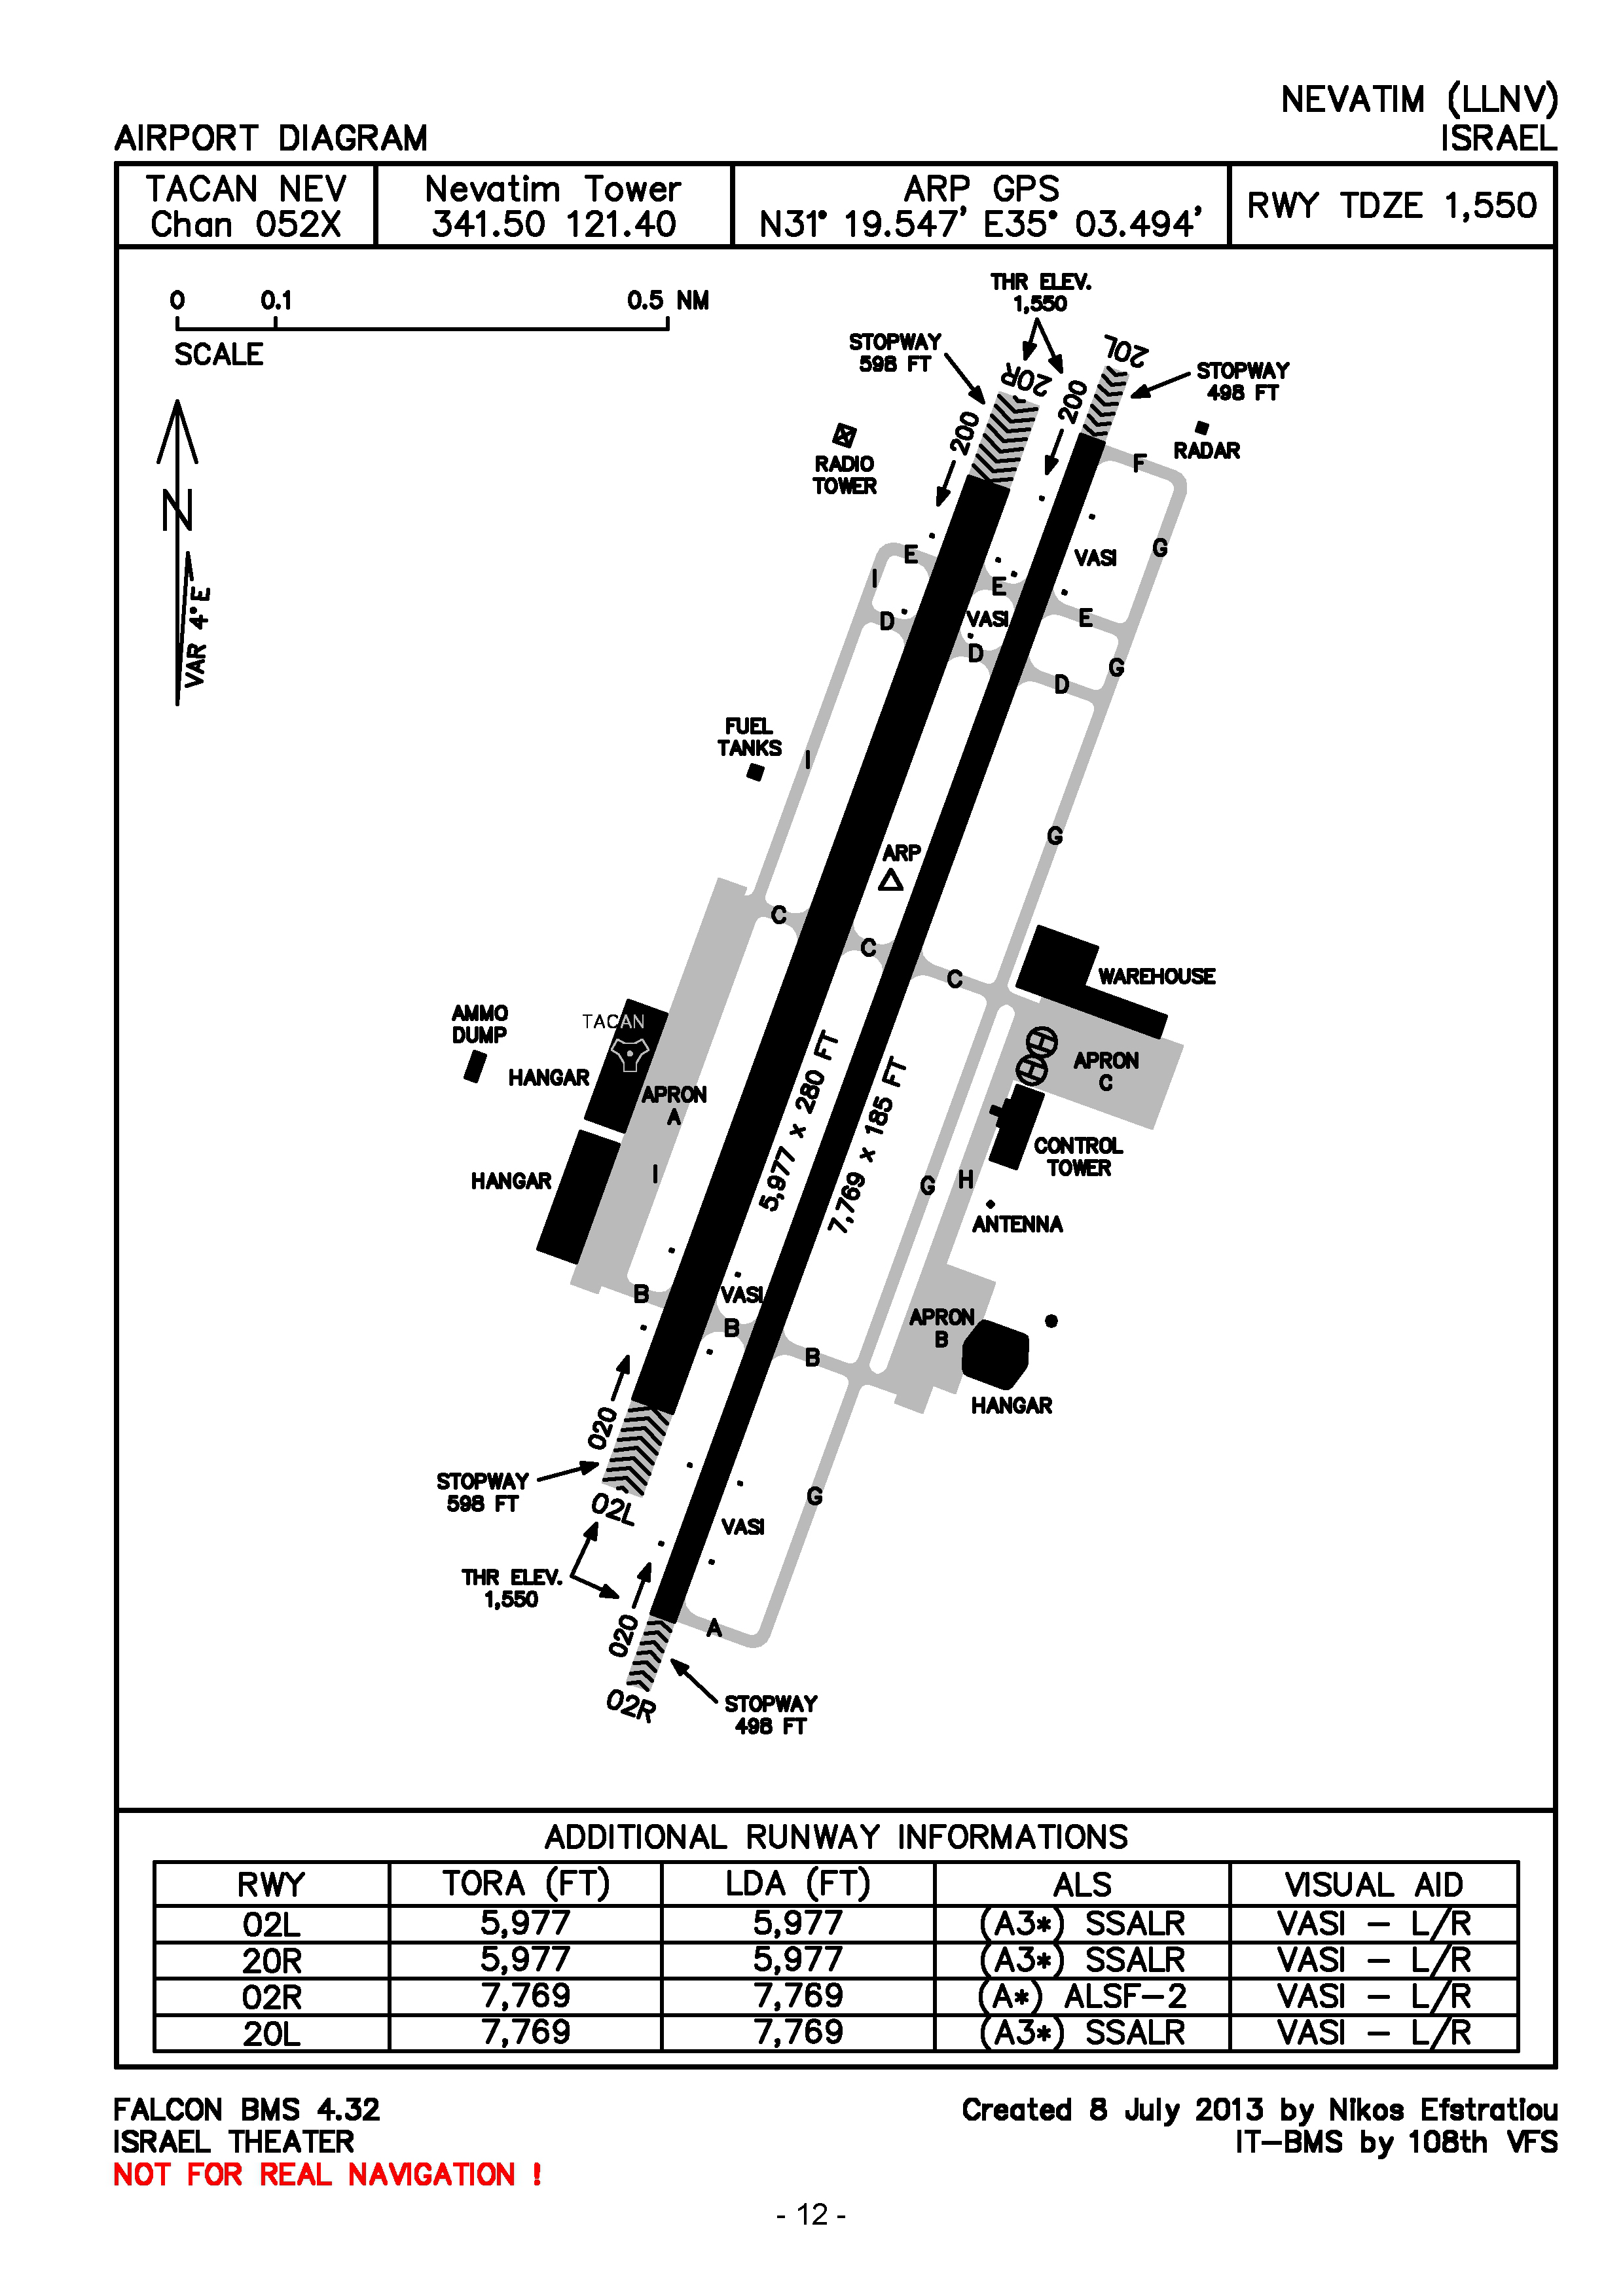 NEVATIM (LLNV)
AIRPORT DIAGRAM
ISRAEL
TACAN NEV
Chan 052X
Nevatim Tower
341.50 121.40
ARP GPS
N31° 19.547' E35° 03.494'
RWY TDZE 1,550
0 0.1 0.5 NM
SCALE
N
VAR 4°E
THR ELEV.
1,550
STOPWAY
598 FT
20R
20L
STOPWAY
498 FT
200
200
RADIO
TOWER
RADAR
F
E
I
E
VASI
G
D
VASI
E
D
G
D
FUEL
TANKS
I
G
ARP
C
C
C
WAREHOUSE
AMMO
DUMP
TACAN
HANGAR
APRON
A
APRON
C
5,977 x 280 FT
7,769 x 185 FT
CONTROL
TOWER
HANGAR
I
G
H
ANTENNA
B
VASI
B
B
APRON
B
HANGAR
020
STOPWAY
598 FT
02L
G
VASI
THR ELEV.
1,550
020
A
02R
STOPWAY
498 FT
ADDITIONAL RUNWAY INFORMATIONS
RWY TORA (FT) LDA (FT) ALS VISUAL AID
02L 5,977 5,977 (A3*) SSALR VASI - L/R
20R 5,977 5,977 (A3*) SSALR VASI - L/R
02R 7,769 7,769 (A*) ALSF-2 VASI - L/R
20L 7,769 7,769 (A3*) SSALR VASI - L/R
FALCON BMS 4.32
ISRAEL THEATER
NOT FOR REAL NAVIGATION !
Created 8 July 2013 by Nikos Efstratiou
IT-BMS by 108th VFS
- 12 -